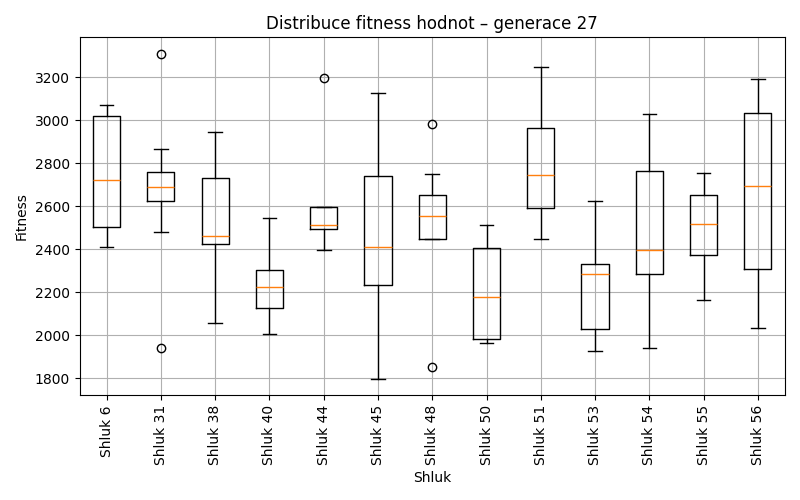 Distribuce fitness hodnot – generace 27
Fitness
3200
3000
2800
2600
2400
2200
2000
1800
Shluk 6
Shluk 31
Shluk 38
Shluk 40
Shluk 44
Shluk 45
Shluk 48
Shluk 50
Shluk 51
Shluk 53
Shluk 54
Shluk 55
Shluk 56
Shluk